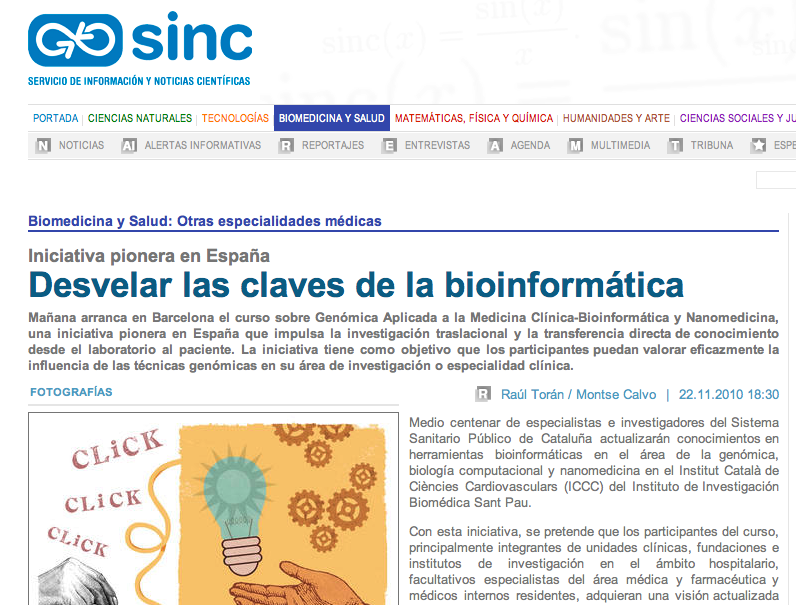 sinc
SERVICIO DE INFORMACIÓN Y NOTICIAS CIENTÍFICAS
sinc(x) = sin(x)
x
sin(
sinc
PORTADA | CIENCIAS NATURALES | TECNOLOGÍAS BIOMEDICINA Y SALUD MATEMÁTICAS, FÍSICA Y QUÍMICA | HUMANIDADES Y ARTE | CIENCIAS SOCIALES Y JU
N NOTICIAS AI ALERTAS INFORMATIVAS R REPORTAJES E ENTREVISTAS A AGENDA M MULTIMEDIA T TRIBUNA ESPE
Biomedicina y Salud: Otras especialidades médicas
Iniciativa pionera en España
Desvelar las claves de la bioinformática
Mañana arranca en Barcelona el curso sobre Genómica Aplicada a la Medicina Clínica-Bioinformática y Nanomedicina,
una iniciativa pionera en España que impulsa la investigación traslacional y la transferencia directa de conocimiento
desde el laboratorio al paciente. La iniciativa tiene como objetivo que los participantes puedan valorar eficazmente la
influencia de las técnicas genómicas en su área de investigación o especialidad clínica.
FOTOGRAFÍAS
R Raúl Torán / Montse Calvo | 22.11.2010 18:30
CLiCK
CLiCK
CLiCK
Medio centenar de especialistas e investigadores del Sistema
Sanitario Público de Cataluña actualizarán conocimientos en
herramientas bioinformáticas en el área de la genómica,
biología computacional y nanomedicina en el Institut Català de
Ciències Cardiovasculars (ICCC) del Instituto de Investigación
Biomédica Sant Pau.
Con esta iniciativa, se pretende que los participantes del curso,
principalmente integrantes de unidades clínicas, fundaciones e
institutos de investigación en el ámbito hospitalario,
facultativos especialistas del área médica y farmacéutica y
médicos internos residentes, adquieran una visión actualizada